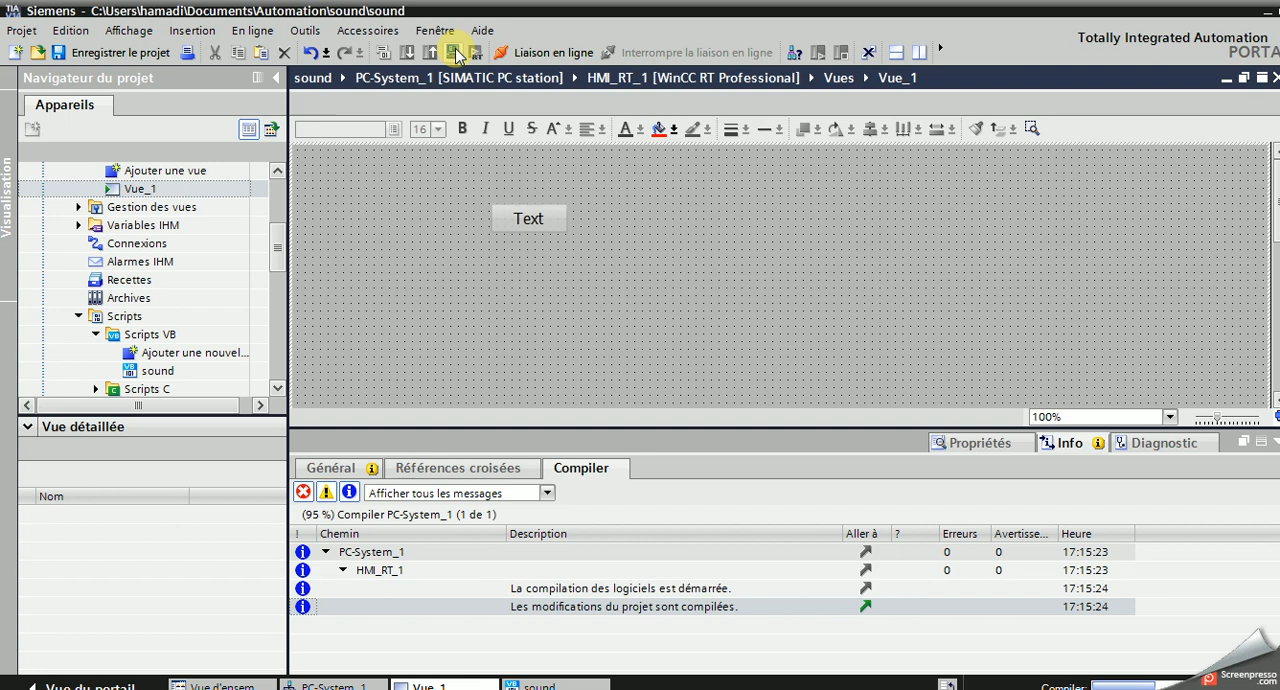 TIA
V14
Siemens - C:\Users\hamadi\Documents\Automation\sound\sound
Projet Edition Affichage Insertion En ligne Outils Accessoires Fenêtre Aide
Totally Integrated Automation
PORTA
Enregistrer le projet
Liaison en ligne
Interrompre la liaison en ligne
Navigateur du projet
sound PC-System_1 [SIMATIC PC station] HMI_RT_1 [WinCC RT Professional] Vues Vue_1
Appareils
16 B I U S A A
Visualisation
Ajouter une vue
Vue_1
Gestion des vues
Variables IHM
Connexions
Alarmes IHM
Recettes
Archives
Scripts
Scripts VB
Ajouter une nouvel...
sound
Scripts C
Text
100%
Vue détaillée
Nom
Propriétés Info Diagnostic
Général Références croisées Compiler
Afficher tous les messages
(95 %) Compiler PC-System_1 (1 de 1)
! Chemin Description Aller à ? Erreurs Avertisse... Heure
PC-System_1 0 0 17:15:23
HMI_RT_1 0 0 17:15:23
La compilation des logiciels est démarrée. 17:15:24
Les modifications du projet sont compilées. 17:15:24
Vue du portail
Vue d'ensem...
PC-System_1
Vue_1
sound
Compiler:
Screenpresso
.com